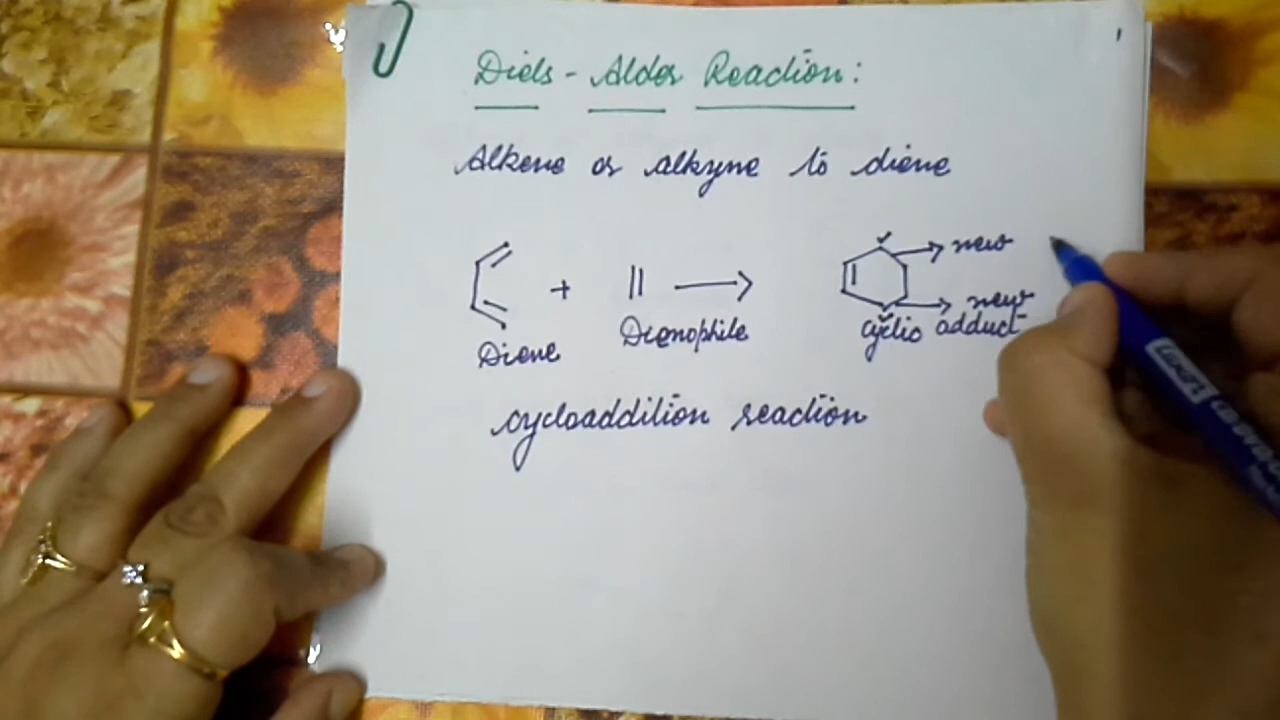 Diels - Alder Reaction:
Alkene or alkyne to diene
+ || → new
new
Diene Dienophile cyclic adduct
cycloaddition reaction